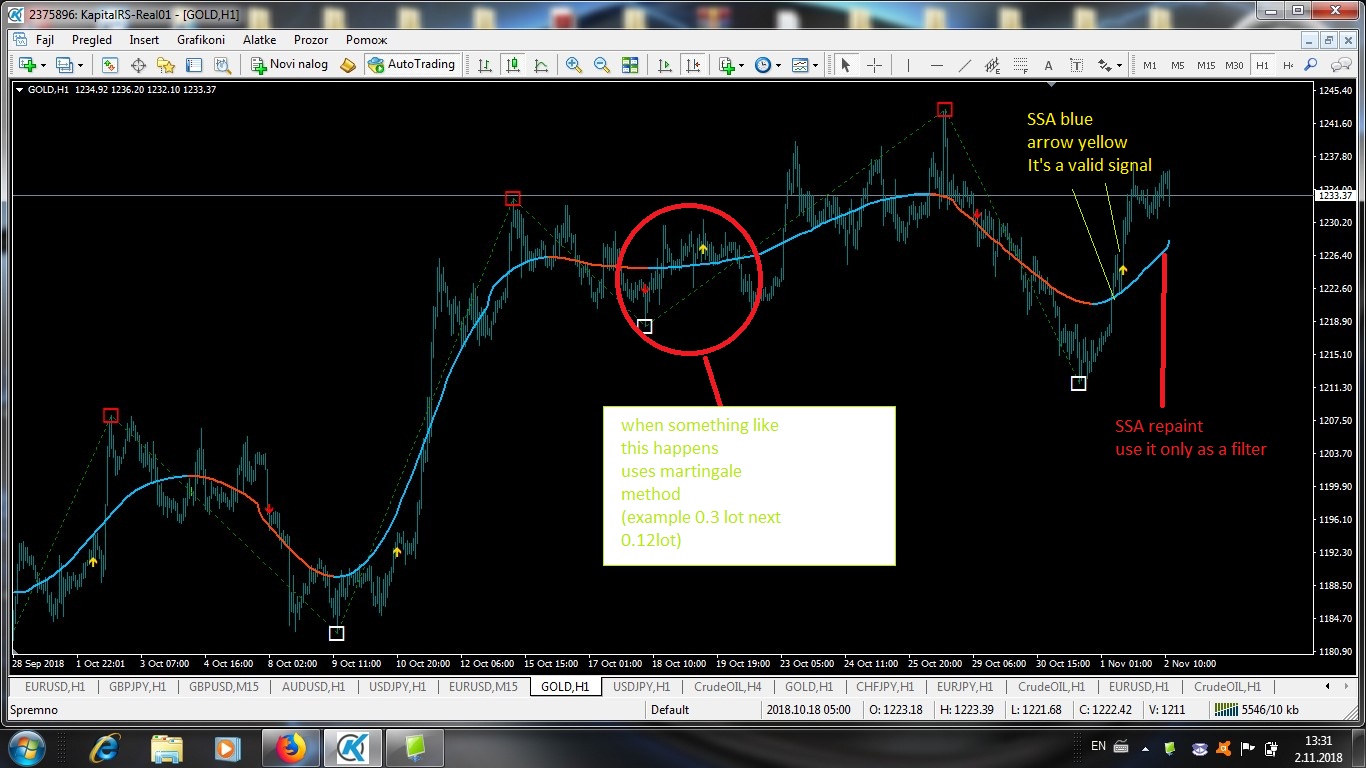 2375896: KapitalRS-Real01 - [GOLD,H1]
Fajl Pregled Insert Grafikoni Alatke Prozor Pomoж
Novi nalog AutoTrading A T M1 M5 M15 M30 H1
GOLD,H1 1234.92 1236.20 1232.10 1233.37
1245.40
1241.60
1237.80
1234.00
1233.37
1230.20
1226.40
1222.60
1218.90
1215.10
1211.30
1207.50
1203.70
1199.90
1196.10
1192.30
1188.50
1184.70
1180.90
SSA blue
arrow yellow
It's a valid signal
when something like
this happens
uses martingale
method
(example 0.3 lot next
0.12lot)
SSA repaint
use it only as a filter
28 Sep 2018 1 Oct 22:01 3 Oct 07:00 4 Oct 16:00 8 Oct 02:00 9 Oct 11:00 10 Oct 20:00 12 Oct 06:00 15 Oct 15:00 17 Oct 01:00 18 Oct 10:00 19 Oct 19:00 23 Oct 05:00 24 Oct 11:00 25 Oct 20:00 29 Oct 06:00 30 Oct 15:00 1 Nov 01:00 2 Nov 10:00
EURUSD,H1 GBPJPY,H1 GBPUSD,M15 AUDUSD,H1 USDJPY,H1 EURUSD,M15 GOLD,H1 USDJPY,H1 CrudeOIL,H4 GOLD,H1 CHFJPY,H1 EURJPY,H1 CrudeOIL,H1 EURUSD,H1 CrudeOIL,H1
Spremno Default 2018.10.18 05:00 O: 1223.18 H: 1223.39 L: 1221.68 C: 1222.42 V: 1211 5546/10 kb
EN 13:31
2.11.2018